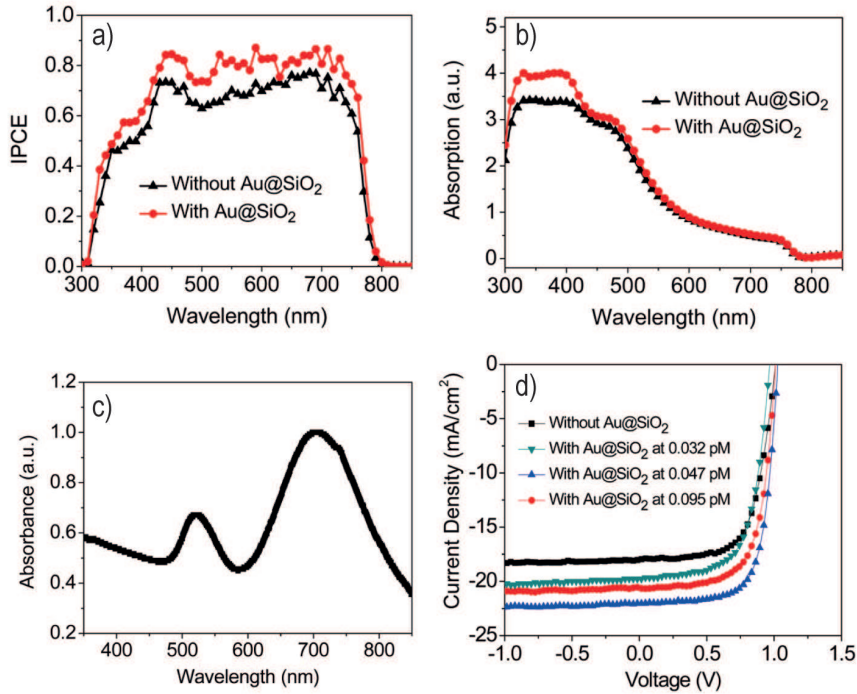 a)
IPCE
1.0
0.8
0.6
0.4
0.2
0.0
Without Au@SiO2
With Au@SiO2
300 400 500 600 700 800
Wavelength (nm)
b)
Absorption (a.u.)
5
4
3
2
1
0
Without Au@SiO2
With Au@SiO2
300 400 500 600 700 800
Wavelength (nm)
c)
Absorbance (a.u.)
1.2
1.0
0.8
0.6
0.4
0.2
400 500 600 700 800
Wavelength (nm)
d)
Current Density (mA/cm2)
0
-5
-10
-15
-20
-25
Without Au@SiO2
With Au@SiO2 at 0.032 pM
With Au@SiO2 at 0.047 pM
With Au@SiO2 at 0.095 pM
-1.0 -0.5 0.0 0.5 1.0 1.5
Voltage (V)